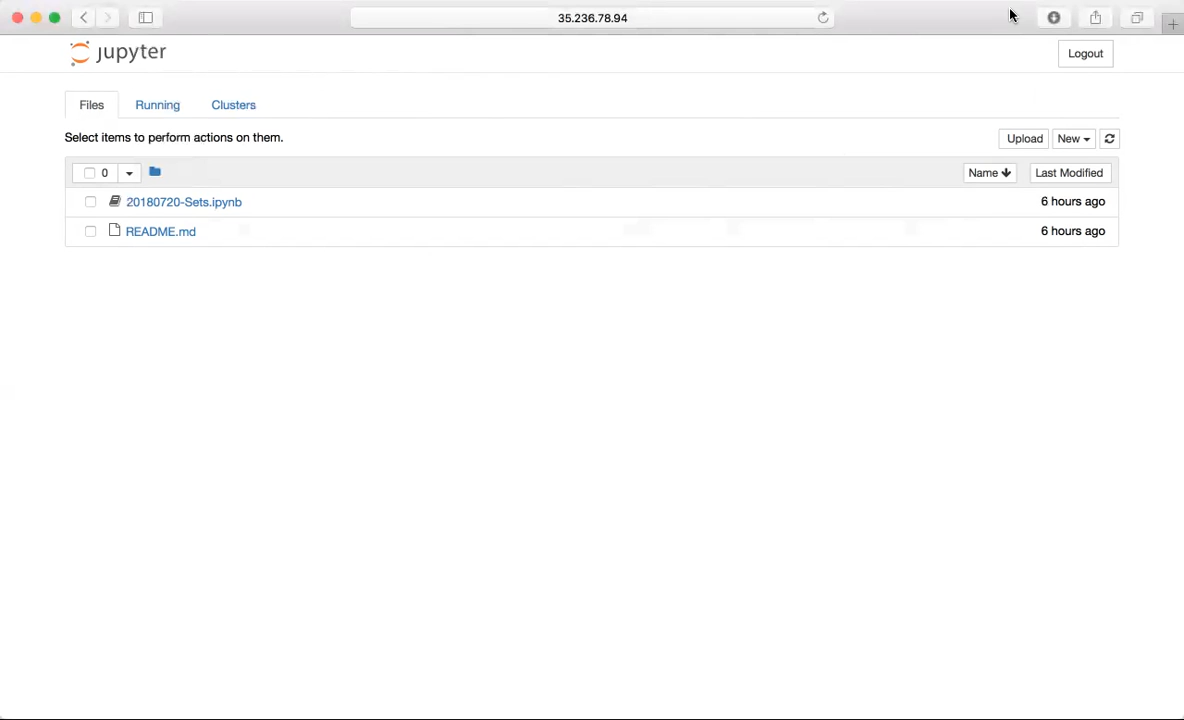 35.236.78.94
jupyter
Logout
Files Running Clusters
Select items to perform actions on them.
Upload New
0 Name Last Modified
20180720-Sets.ipynb 6 hours ago
README.md 6 hours ago